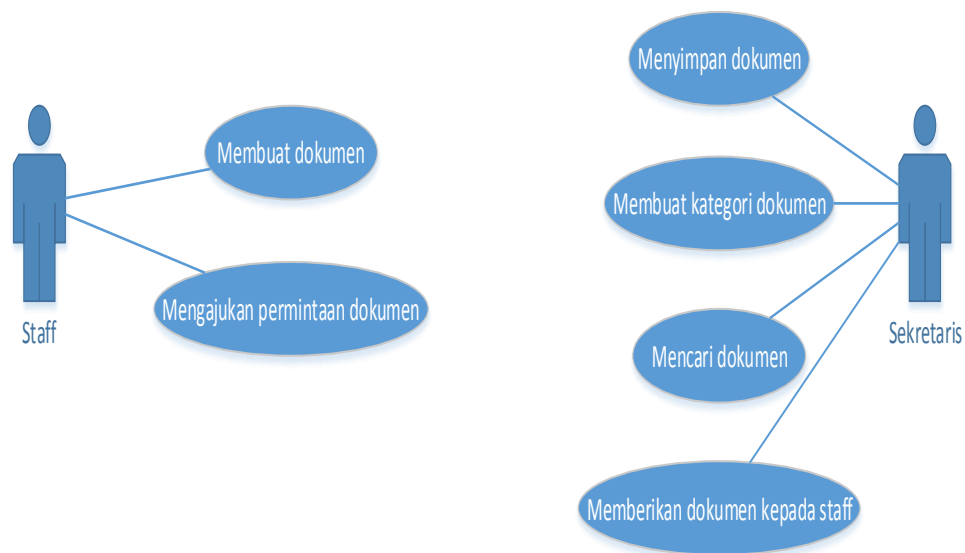 Menyimpan dokumen
Membuat dokumen
Membuat kategori dokumen
Mengajukan permintaan dokumen
Staff
Sekretaris
Mencari dokumen
Memberikan dokumen kepada staff